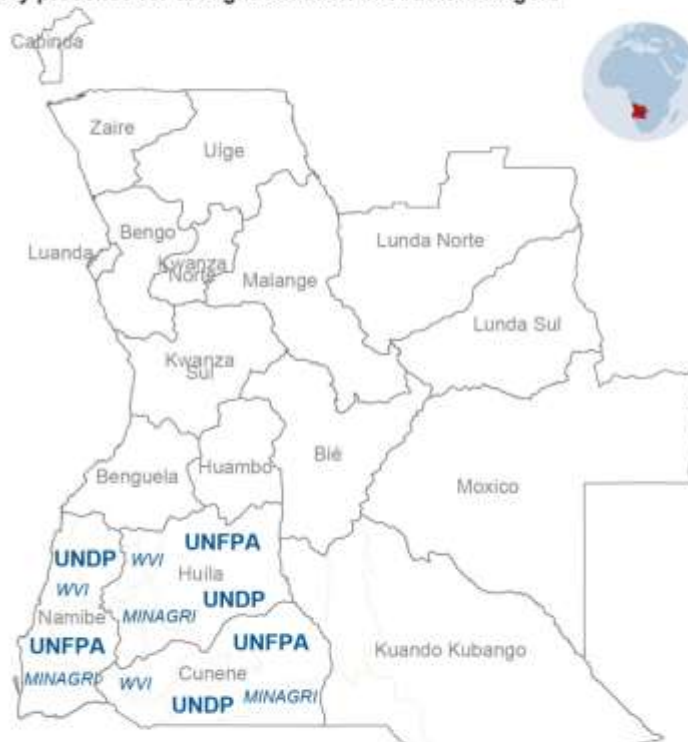 Cabinda
Zaire
Uige
Bengo
Luanda
Kwanza
Norte
Malange
Lunda Norte
Lunda Sul
Kwanza
Sul
Benguela
Huambo
Bié
Moxico
UNDP
WVI
Namibe
UNFPA
MINAGRI
WVI
UNFPA
Huila
UNDP
MINAGRI
UNFPA
Cunene
WVI
UNDP
MINAGRI
Kuando Kubango